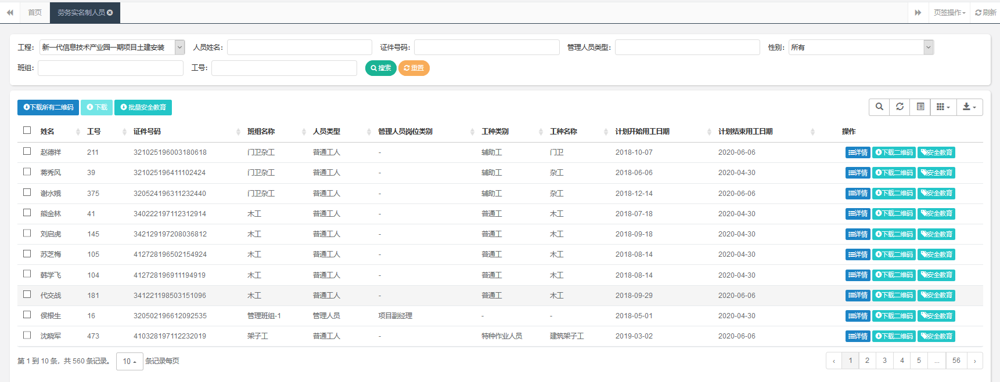 首页 劳务实名制人员 页签操作 刷新
工程: 新一代信息技术产业园一期项目土建安装 人员姓名: 证件号码: 管理人员类型: 性别: 所有
班组: 工号: 搜索 重置
下载所有二维码 下载 批量安全教育
姓名 工号 证件号码 班组名称 人员类型 管理人员岗位类别 工种类别 工种名称 计划开始用工日期 计划结束用工日期 操作
赵德祥 211 321025196003180618 门卫杂工 普通工人 - 辅助工 门卫 2018-10-07 2020-06-06 详情 下载二维码 安全教育
蒋秀风 39 321025196411102424 门卫杂工 普通工人 - 辅助工 杂工 2018-06-06 2020-04-30 详情 下载二维码 安全教育
谢水娥 375 320524196311232440 门卫杂工 普通工人 - 辅助工 杂工 2018-12-14 2020-06-06 详情 下载二维码 安全教育
熊金林 41 340222197112312914 木工 普通工人 - 普通工 木工 2018-07-18 2020-04-30 详情 下载二维码 安全教育
刘启虎 145 342129197208036812 木工 普通工人 - 普通工 木工 2018-09-18 2020-04-30 详情 下载二维码 安全教育
苏芝梅 105 412728196502154924 木工 普通工人 - 普通工 木工 2018-08-14 2020-04-30 详情 下载二维码 安全教育
韩学飞 104 412728196911194919 木工 普通工人 - 普通工 木工 2018-08-14 2020-04-30 详情 下载二维码 安全教育
代交战 181 341221198503151096 木工 普通工人 - 普通工 木工 2018-09-29 2020-06-06 详情 下载二维码 安全教育
侯根生 16 320502196612092535 管理班组-1 管理人员 项目副经理 - - 2018-05-01 2020-04-30 详情 下载二维码 安全教育
沈晓军 473 410328197112232019 架子工 普通工人 - 特种作业人员 建筑架子工 2019-03-02 2020-06-06 详情 下载二维码 安全教育
第 1 到 10 条，共 560 条记录。 10 条记录每页 ‹ 1 2 3 4 5 ... 56 ›